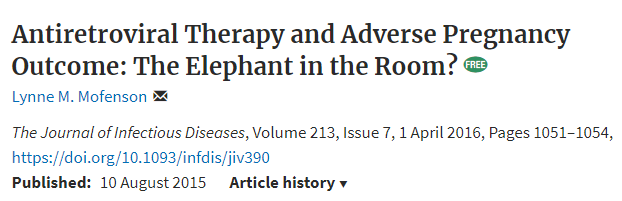 Antiretroviral Therapy and Adverse Pregnancy
Outcome: The Elephant in the Room? FREE
Lynne M. Mofenson
The Journal of Infectious Diseases, Volume 213, Issue 7, 1 April 2016, Pages 1051–1054,
https://doi.org/10.1093/infdis/jiv390
Published: 10 August 2015 Article history ▾